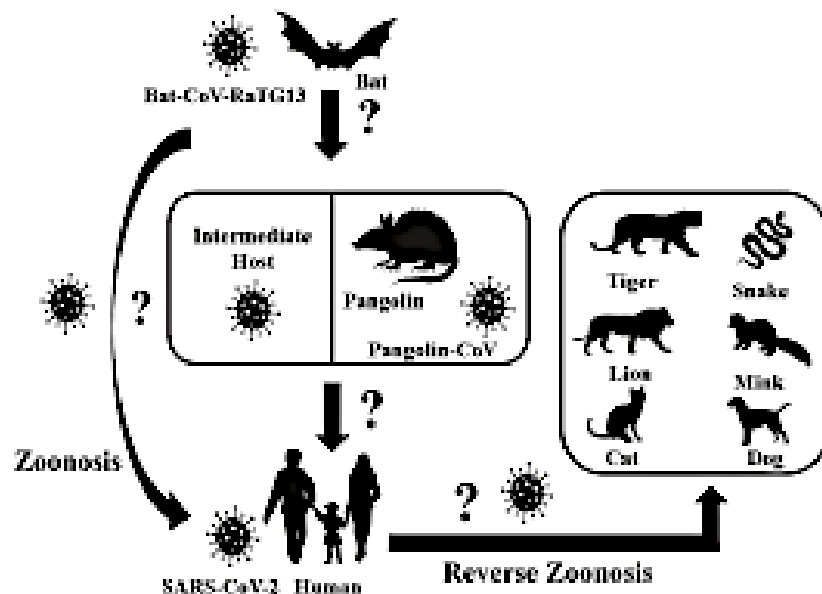 Bat
Bat-CoV-RaTG13
?
Intermediate
Host
Pangolin
Pangolin-CoV
Tiger
Snake
Lion
Mink
Cat
Dog
?
?
Zoonosis
?
SARS-CoV-2 Human
Reverse Zoonosis